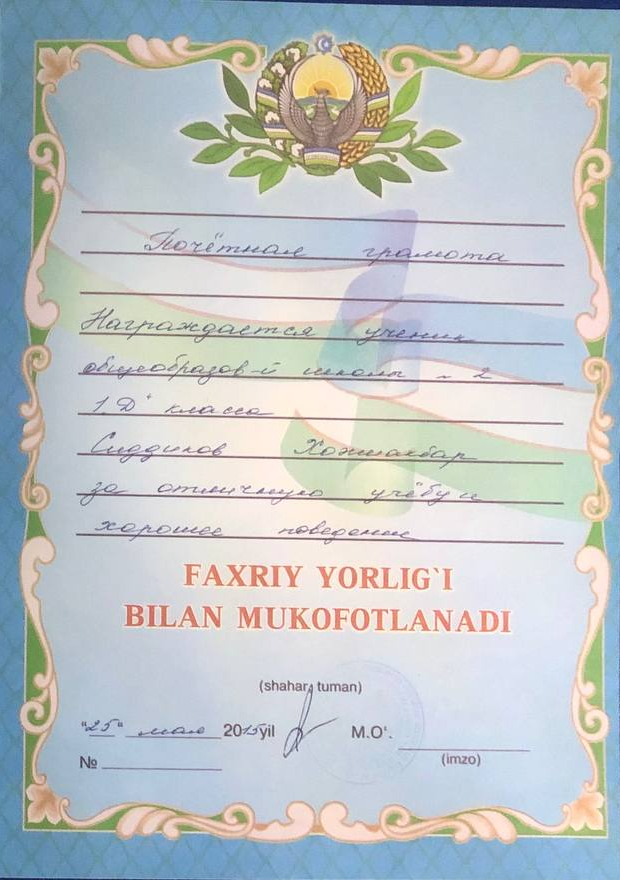 Почётная грамота
Награждается ученик
общеобразов-й школы № 2
1„Д" класса
Сиддиков Хожиакбар
за отличную учёбу и
хорошее поведение
FAXRIY YORLIG`I
BILAN MUKOFOTLANADI
(shahar, tuman)
"25" мая 2015 yil M.O'.
(imzo)
№